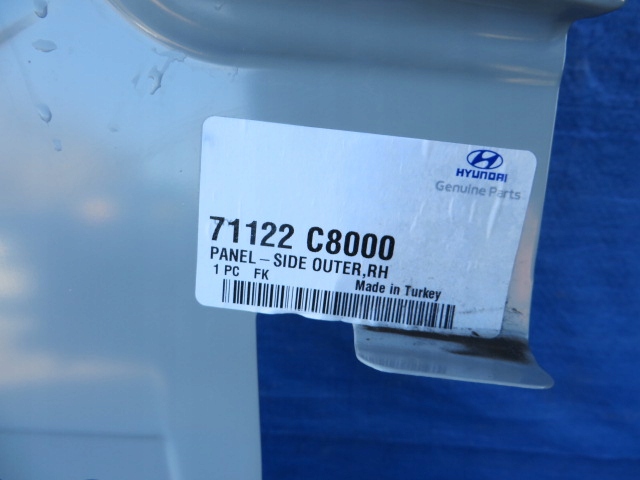 HYUNDAI
Genuine Parts
71122 C8000
PANEL-SIDE OUTER,RH
1 PC FK
Made in Turkey